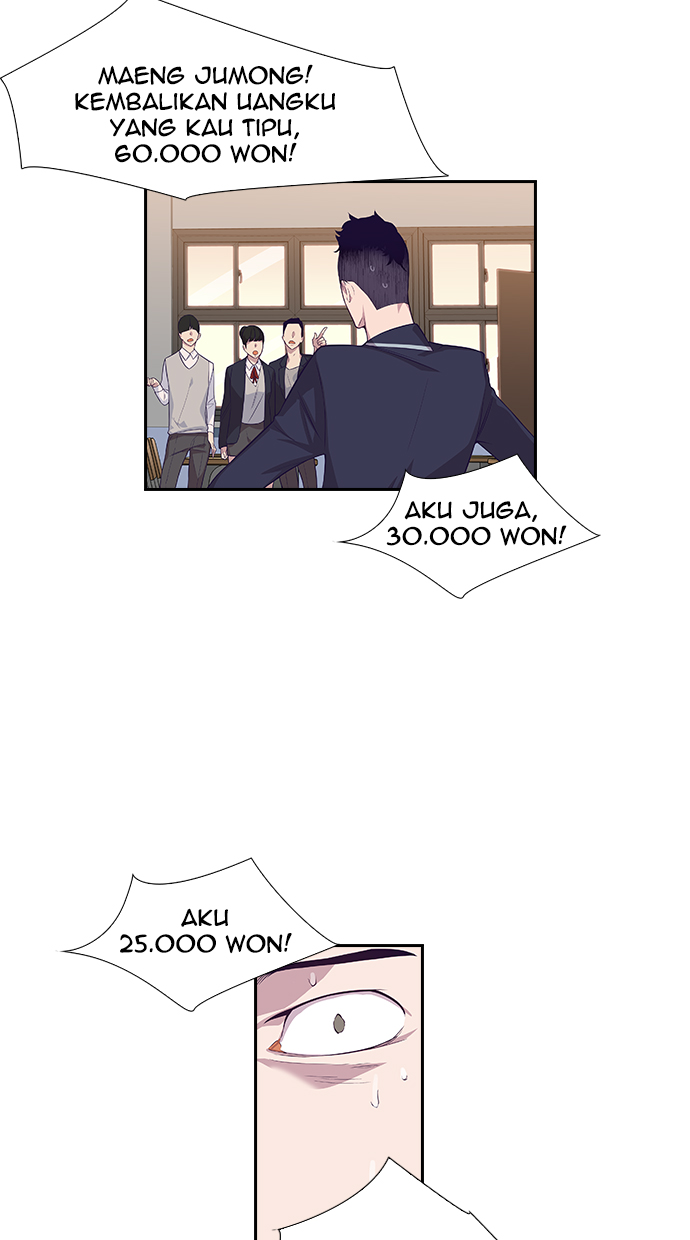 MAENG JUMONG!
KEMBALIKAN UANGKU
YANG KAU TIPU,
60.000 WON!
AKU JUGA,
30.000 WON!
AKU
25.000 WON!